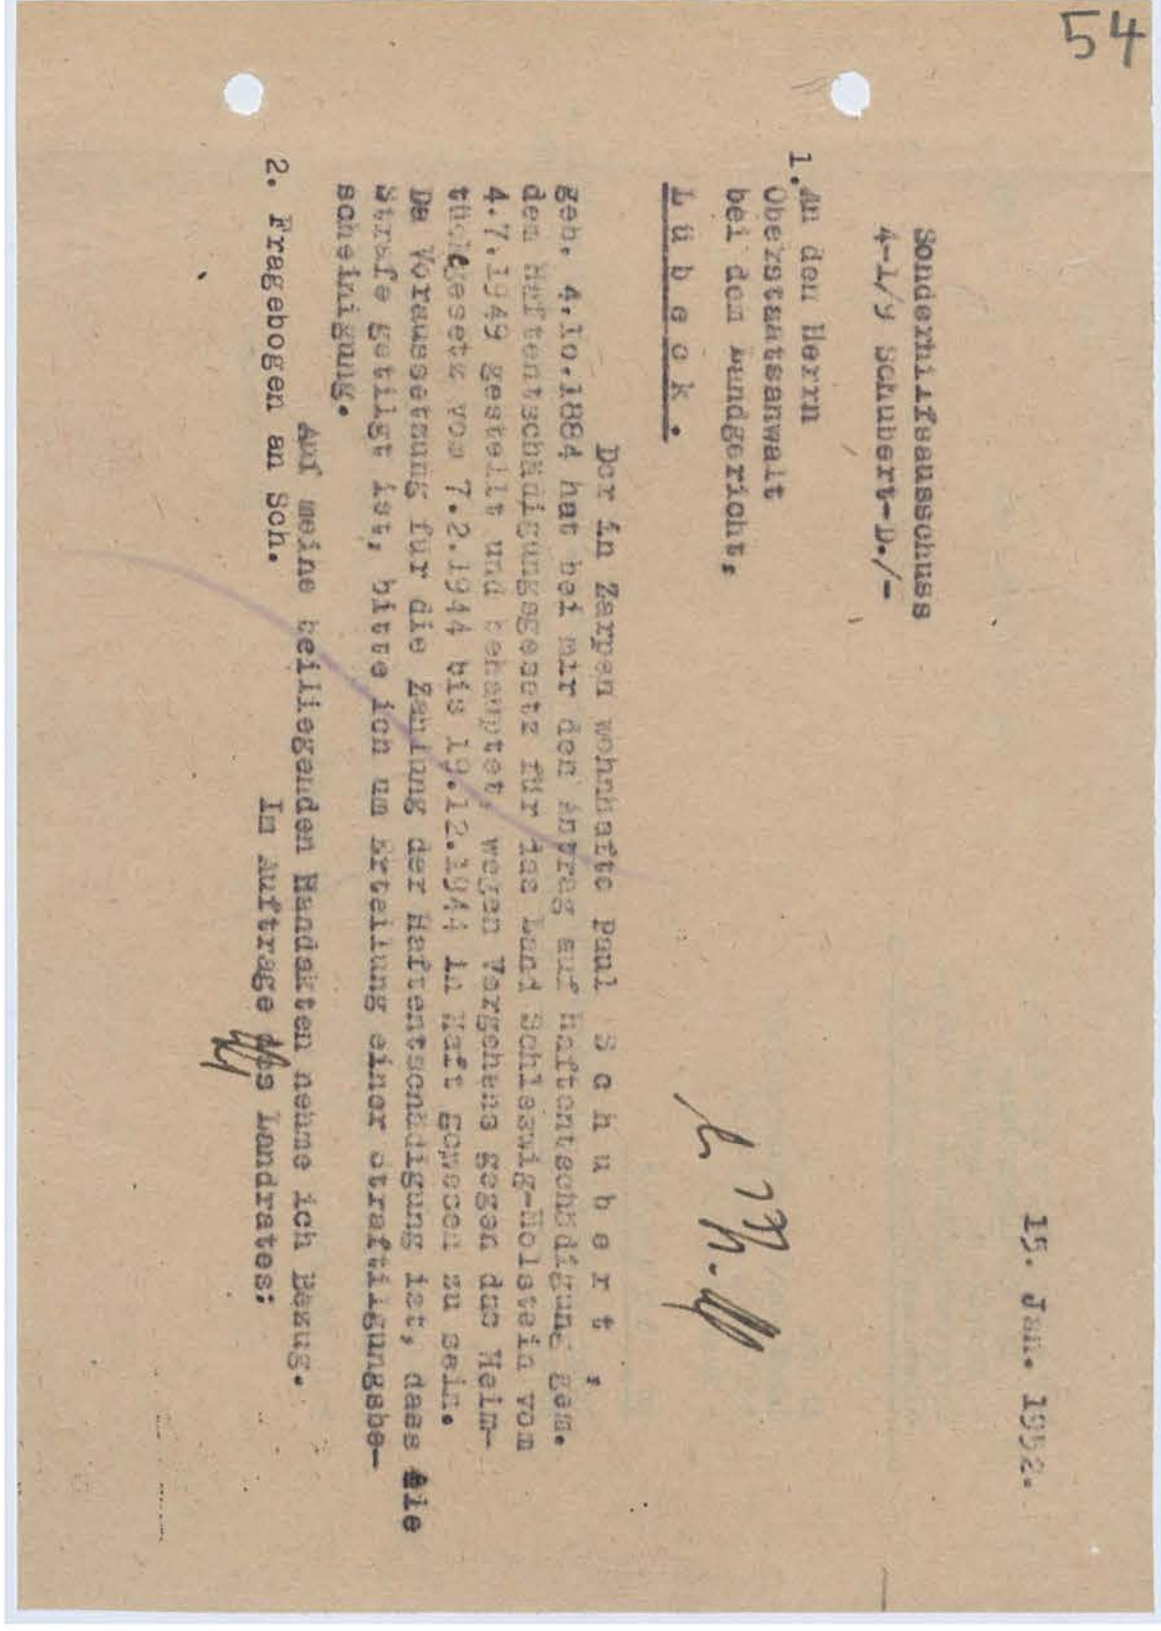 54
15. Jan. 1952.
Sonderhilfsausschuss
4-1/9 Schubert-D./-
1. An den Herrn
Oberstaatsanwalt
bei dem Landgericht,
L ü b e c k .
Der in Zarpen wohnhafte Paul S c h u b e r t ,
geb. 4.10.1884 hat bei mir den Antrag auf Haftentschädigung gem.
dem Haftentschädigungsgesetz für das Land Schleswig-Holstein vom
4.7.1949 gestellt und behauptet, wegen Vergehens gegen das Heim-
tückegesetz vom 7.2.1944 bis 19.12.1944 in Haft gewesen zu sein.
Da Voraussetzung für die Zahlung der Haftentschädigung ist, dass die
Strafe getilgt ist, bitte ich um Erteilung einer straftilgungsbe-
scheinigung.
Auf meine beiliegenden Handakten nehme ich Bezug.
2. Fragebogen an Sch.
Im Auftrage des Landrates: